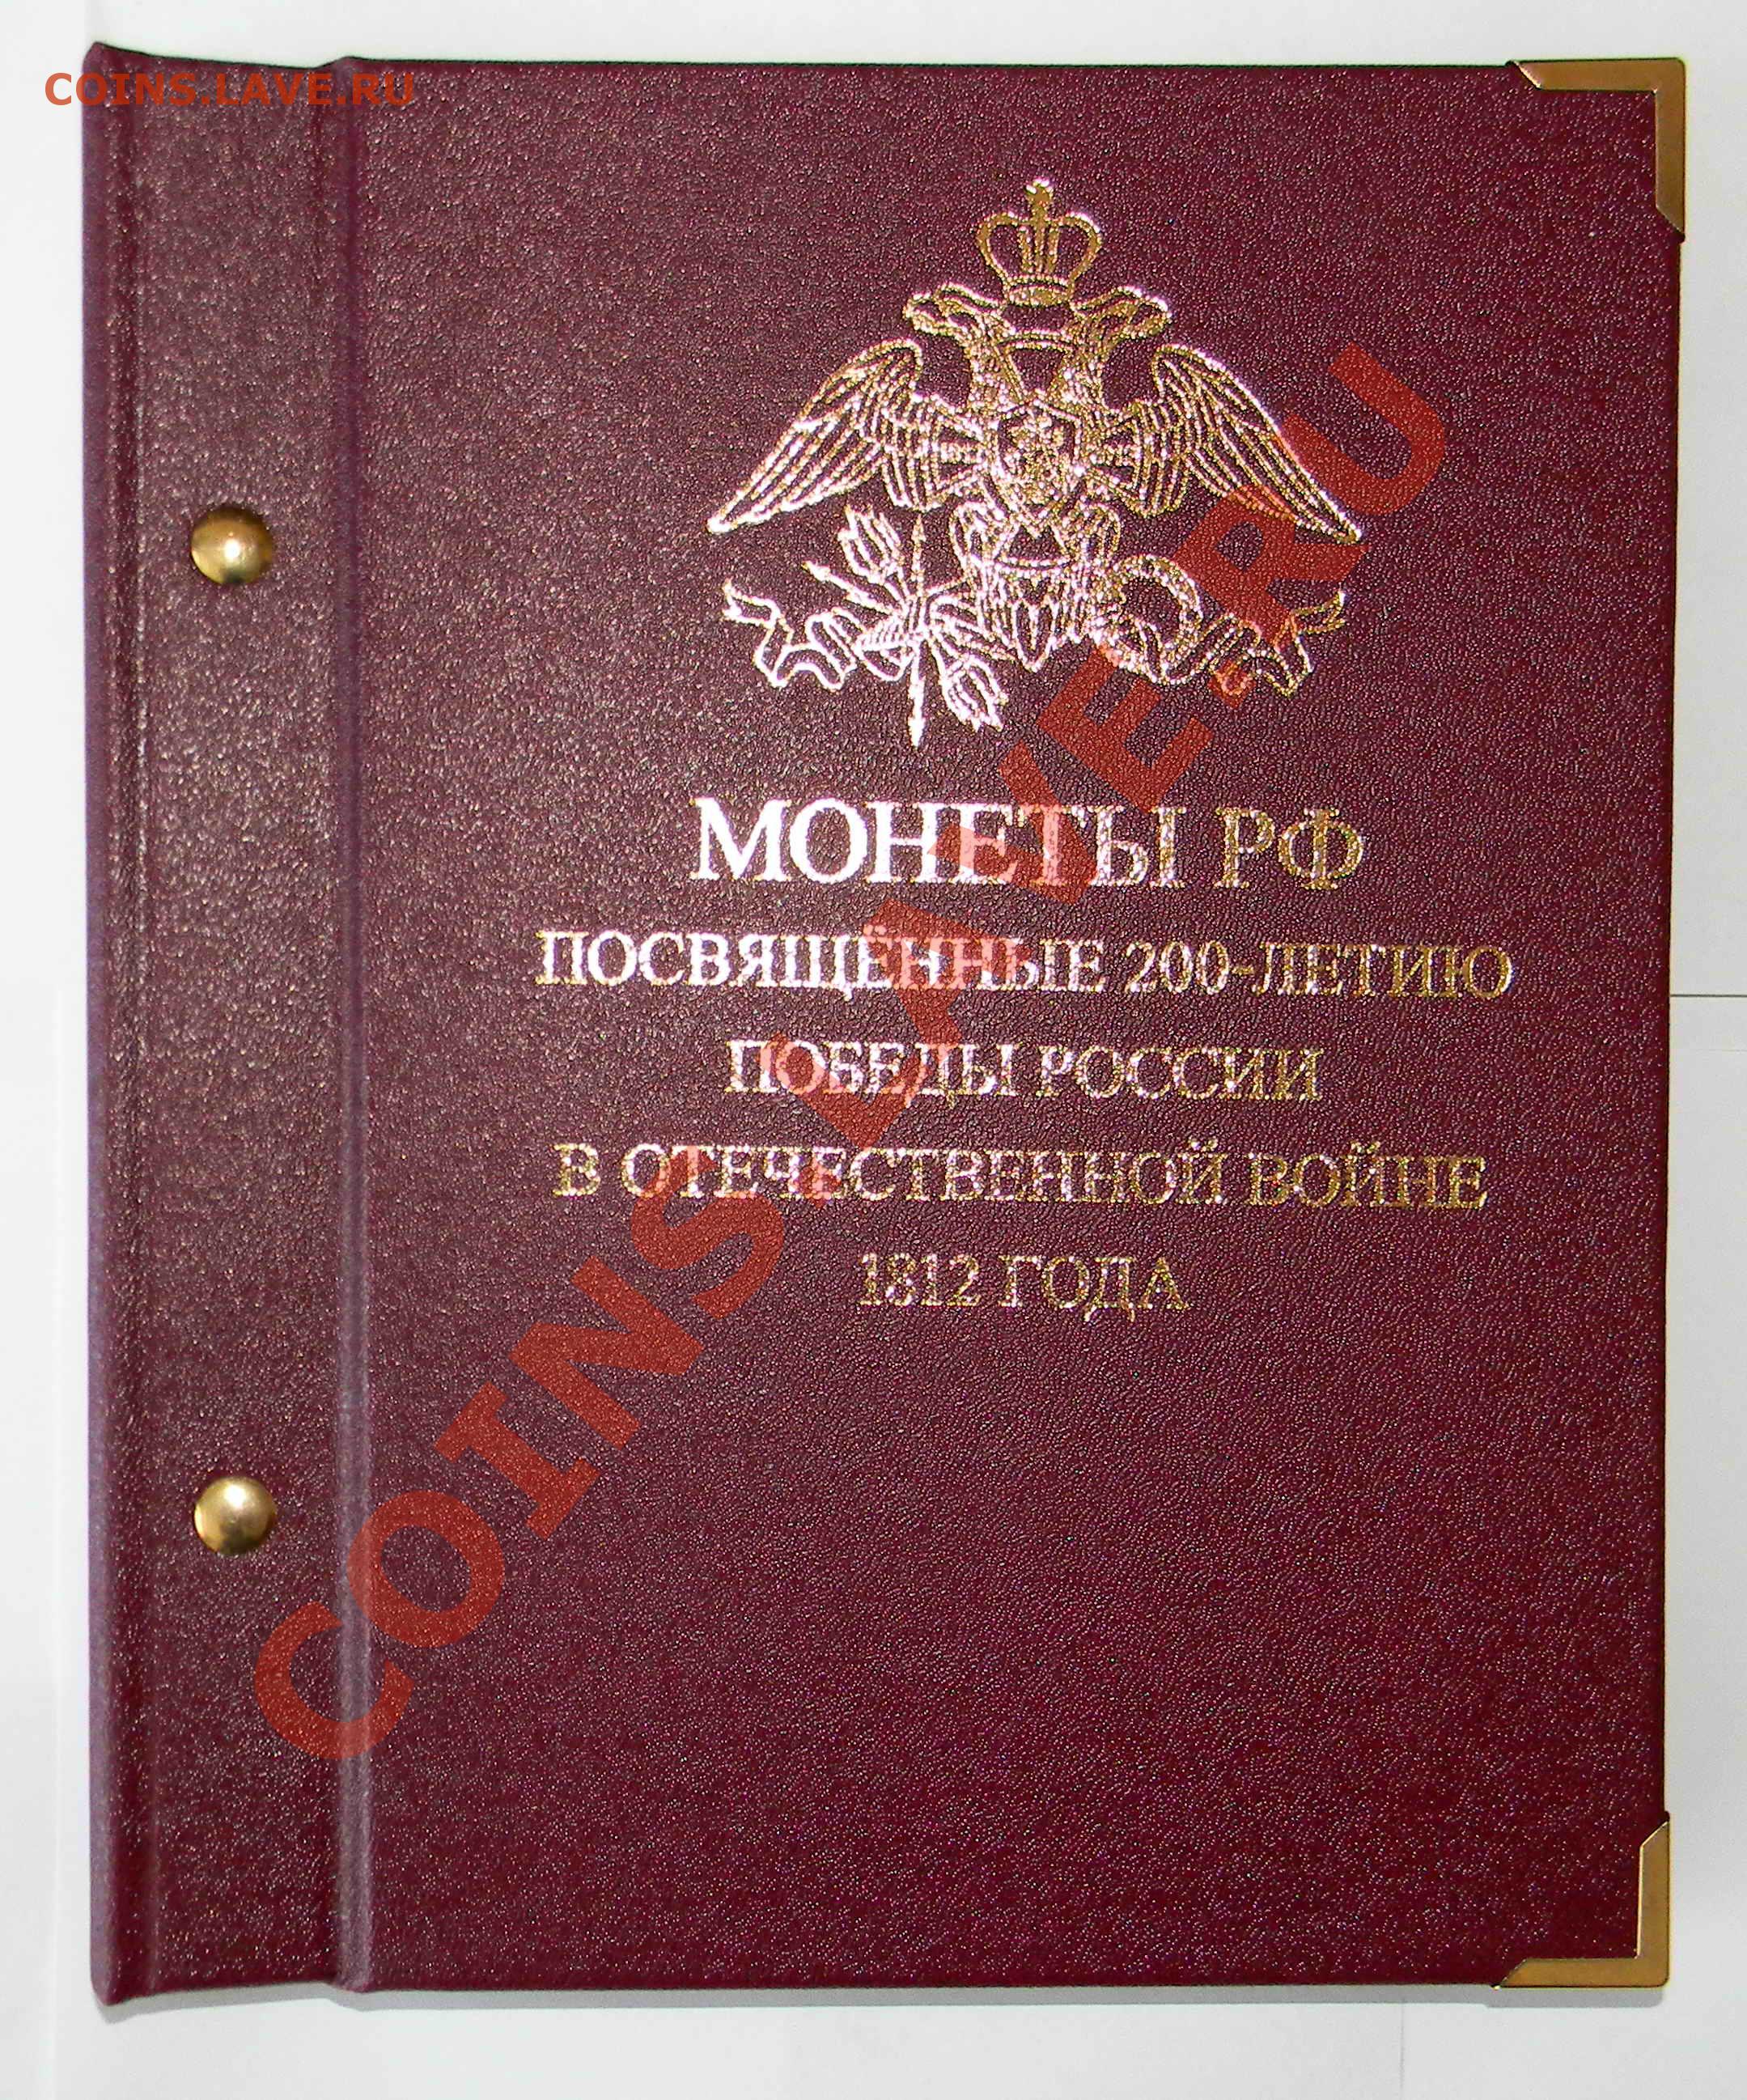 COINS.LAVE.RU
МОНЕТЫ РФ
ПОСВЯЩЁННЫЕ 200-ЛЕТИЮ
ПОБЕДЫ РОССИИ
В ОТЕЧЕСТВЕННОЙ ВОЙНЕ
1812 ГОДА
COINS.LAVE.RU